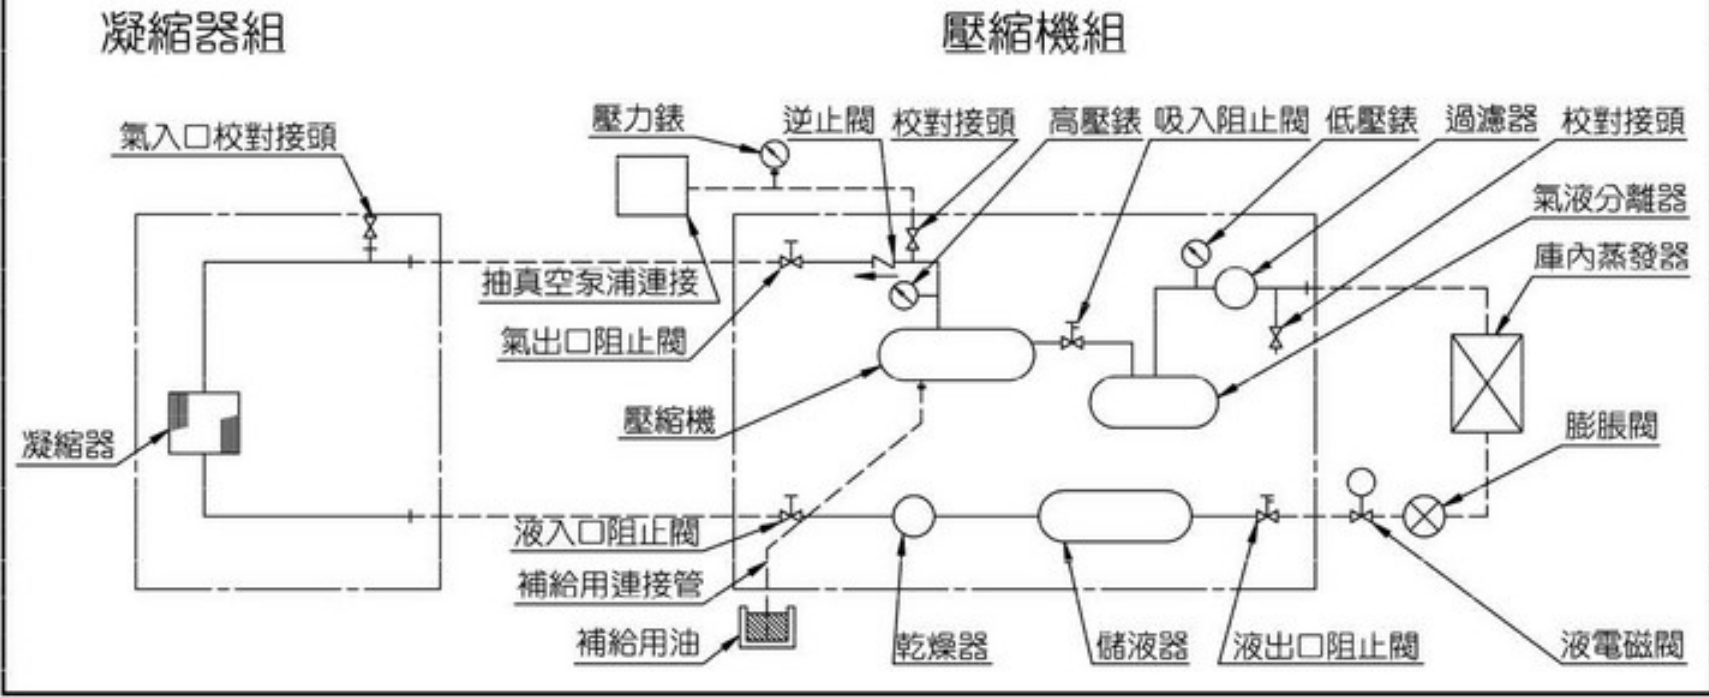 凝縮器組
壓縮機組
壓力錶
逆止閥
校對接頭
高壓錶
吸入阻止閥
低壓錶
過濾器
校對接頭
氣入口校對接頭
氣液分離器
庫內蒸發器
抽真空泵浦連接
氣出口阻止閥
壓縮機
凝縮器
膨脹閥
液入口阻止閥
補給用連接管
補給用油
乾燥器
儲液器
液出口阻止閥
液電磁閥